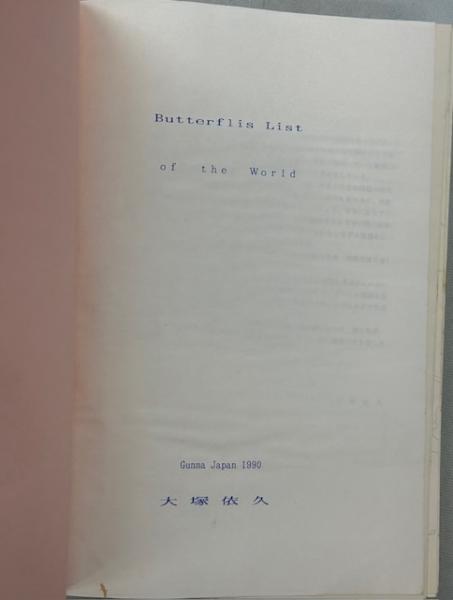 Butterflis List
of the World
Gunma Japan 1990
大塚依久